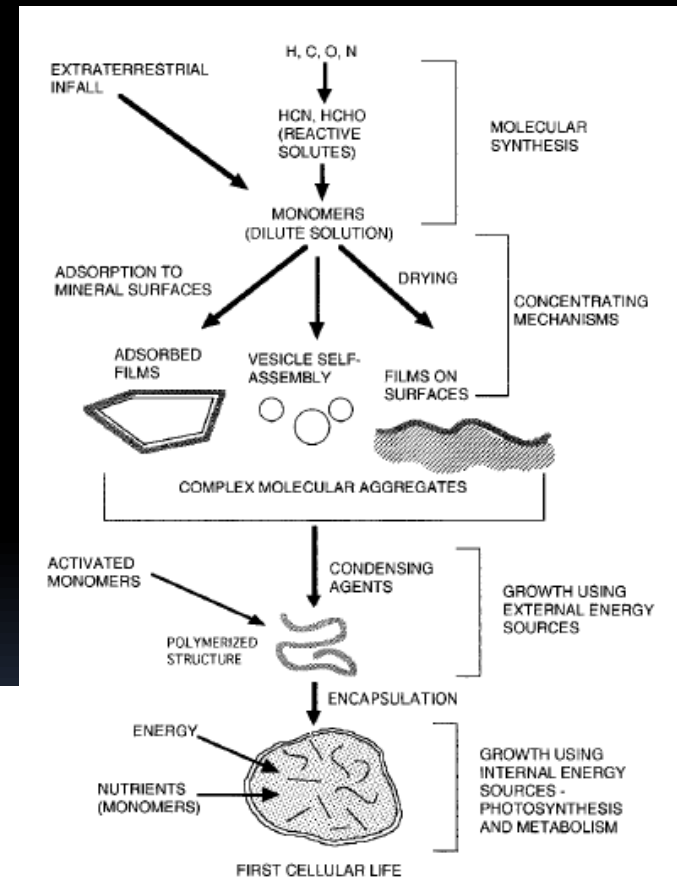 H, C, O, N
EXTRATERRESTRIAL
INFALL
HCN, HCHO
(REACTIVE
SOLUTES)
MOLECULAR
SYNTHESIS
MONOMERS
(DILUTE SOLUTION)
ADSORPTION TO
MINERAL SURFACES
DRYING
CONCENTRATING
MECHANISMS
ADSORBED
FILMS
VESICLE SELF-
ASSEMBLY
FILMS ON
SURFACES
COMPLEX MOLECULAR AGGREGATES
ACTIVATED
MONOMERS
CONDENSING
AGENTS
GROWTH USING
EXTERNAL ENERGY
SOURCES
POLYMERIZED
STRUCTURE
ENCAPSULATION
ENERGY
NUTRIENTS
(MONOMERS)
GROWTH USING
INTERNAL ENERGY
SOURCES -
PHOTOSYNTHESIS
AND METABOLISM
FIRST CELLULAR LIFE